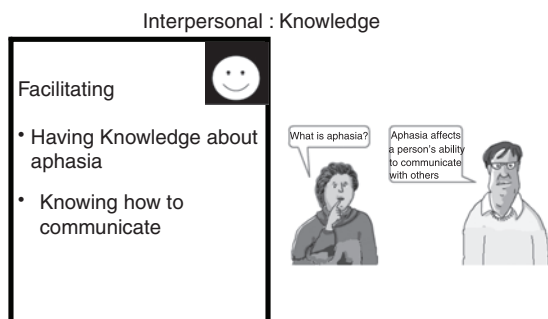 Interpersonal : Knowledge
Facilitating
• Having Knowledge about
aphasia
• Knowing how to
communicate
What is aphasia?
Aphasia affects
a person's ability
to communicate
with others